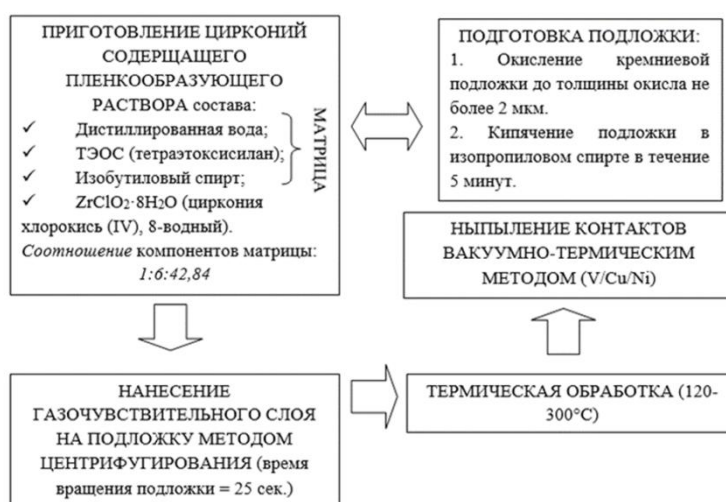 ПРИГОТОВЛЕНИЕ ЦИРКОНИЙ
СОДЕРЩАЩЕГО
ПЛЕНКООБРАЗУЮЩЕГО
РАСТВОРА состава:
✓ Дистиллированная вода;
✓ ТЭОС (тетраэтоксисилан);
✓ Изобутиловый спирт;
✓ ZrClO₂·8H₂O (циркония
хлорокись (IV), 8-водный).
Соотношение компонентов матрицы:
1:6:42,84
МАТРИЦА
ПОДГОТОВКА ПОДЛОЖКИ:
1. Окисление кремниевой
подложки до толщины окисла не
более 2 мкм.
2. Кипячение подложки в
изопропиловом спирте в течение
5 минут.
НЫПЫЛЕНИЕ КОНТАКТОВ
ВАКУУМНО-ТЕРМИЧЕСКИМ
МЕТОДОМ (V/Cu/Ni)
НАНЕСЕНИЕ
ГАЗОЧУВСТВИТЕЛЬНОГО СЛОЯ
НА ПОДЛОЖКУ МЕТОДОМ
ЦЕНТРИФУГИРОВАНИЯ (время
вращения подложки = 25 сек.)
ТЕРМИЧЕСКАЯ ОБРАБОТКА (120-
300°С)